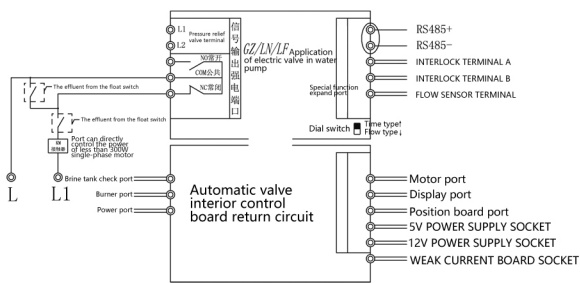 L1
Pressure relief
valve terminal
L2
NO常开
COM公共
NC常闭
信号输出强电端口
GZ/LN/LF Application
of electric valve in water
pump
Special function
expand port
RS485+
RS485-
INTERLOCK TERMINAL A
INTERLOCK TERMINAL B
FLOW SENSOR TERMINAL
Dial switch
Time type↑
Flow type↓
The effluent from the float switch
The effluent from the float switch
Port can directly
control the power
of less than 300W
single-phase motor
L
L1
Brine tank check port
Burner port
Power port
Automatic valve
interior control
board return circuit
Motor port
Display port
Position board port
5V POWER SUPPLY SOCKET
12V POWER SUPPLY SOCKET
WEAK CURRENT BOARD SOCKET